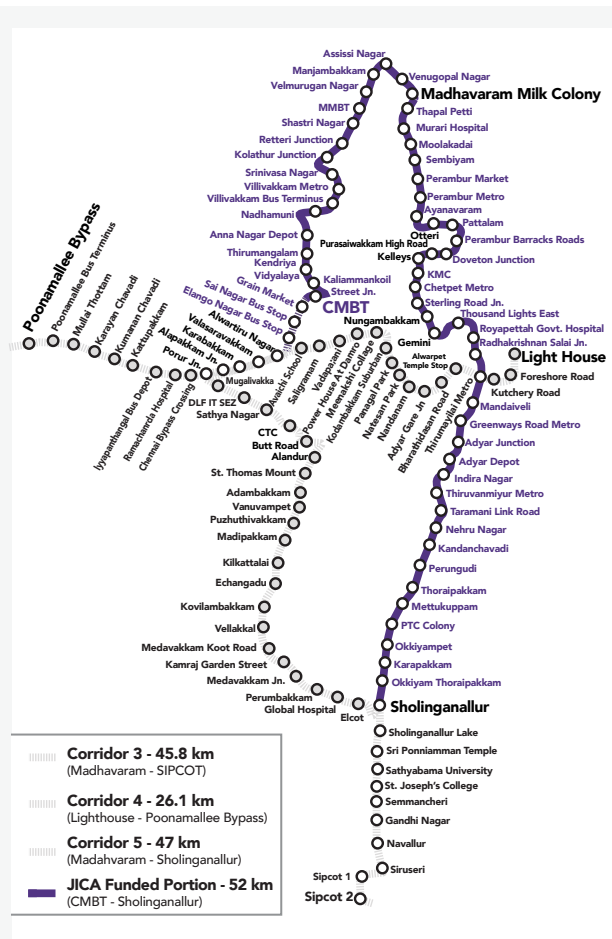 Assissi Nagar
Manjambakkam
Velmurugan Nagar
MMBT
Shastri Nagar
Retteri Junction
Kolathur Junction
Srinivasa Nagar
Villivakkam Metro
Villivakkam Bus Terminus
Nadhamuni
Anna Nagar Depot
Thirumangalam
Kendriya
Vidyalaya
Grain Market
Sai Nagar Bus Stop
Elango Nagar Bus Stop
Kaliammankoil
Street Jn.
CMBT
Venugopal Nagar
Madhavaram Milk Colony
Thapal Petti
Murari Hospital
Moolakadai
Sembiyam
Perambur Market
Perambur Metro
Ayanavaram
Pattalam
Otteri
Perambur Barracks Roads
Purasaiwakkam High Road
Kelleys
Doveton Junction
KMC
Chetpet Metro
Sterling Road Jn.
Nungambakkam
Gemini
Thousand Lights East
Royapettah Govt. Hospital
Radhakrishnan Salai Jn.
Light House
Foreshore Road
Kutchery Road
Alwarpet
Temple Stop
Thirumayilai Metro
Bharathidhasan Road
Adyar Gare Jn
Nandanam
Natesan Park
Panagal Park
Kodambakkam Suburban
Meenakshi College
Power House At Damro
Vadapazani
Saligramam
Avaichi School
Alwartiru Nagar
Valasaravakkam
Karabakkam
Alapakkam Jn.
Porur Jn.
Mugalivakka
Poonamallee Bypass
Poonamallee Bus Terminus
Mullai Thottam
Karayan Chavadi
Kumanan Chavadi
Kattupakkam
Iyyapanthangal Bus Depot
Ramachanrda Hospital
Chennai Bypass Crossing
DLF IT SEZ
Sathya Nagar
CTC
Butt Road
Alandur
St. Thomas Mount
Adambakkam
Vanuvampet
Puzhuthivakkam
Madipakkam
Kilkattalai
Echangadu
Kovilambakkam
Vellakkal
Medavakkam Koot Road
Kamraj Garden Street
Medavakkam Jn.
Perumbakkam
Global Hospital
Elcot
Mandaiveli
Greenways Road Metro
Adyar Junction
Adyar Depot
Indira Nagar
Thiruvanmiyur Metro
Taramani Link Road
Nehru Nagar
Kandanchavadi
Perungudi
Thoraipakkam
Mettukuppam
PTC Colony
Okkiyampet
Karapakkam
Okkiyam Thoraipakkam
Sholinganallur
Sholinganallur Lake
Sri Ponniamman Temple
Sathyabama University
St. Joseph's College
Semmancheri
Gandhi Nagar
Navallur
Siruseri
Sipcot 1
Sipcot 2
Corridor 3 - 45.8 km
(Madhavaram - SIPCOT)
Corridor 4 - 26.1 km
(Lighthouse - Poonamallee Bypass)
Corridor 5 - 47 km
(Madahvaram - Sholinganallur)
JICA Funded Portion - 52 km
(CMBT - Sholinganallur)